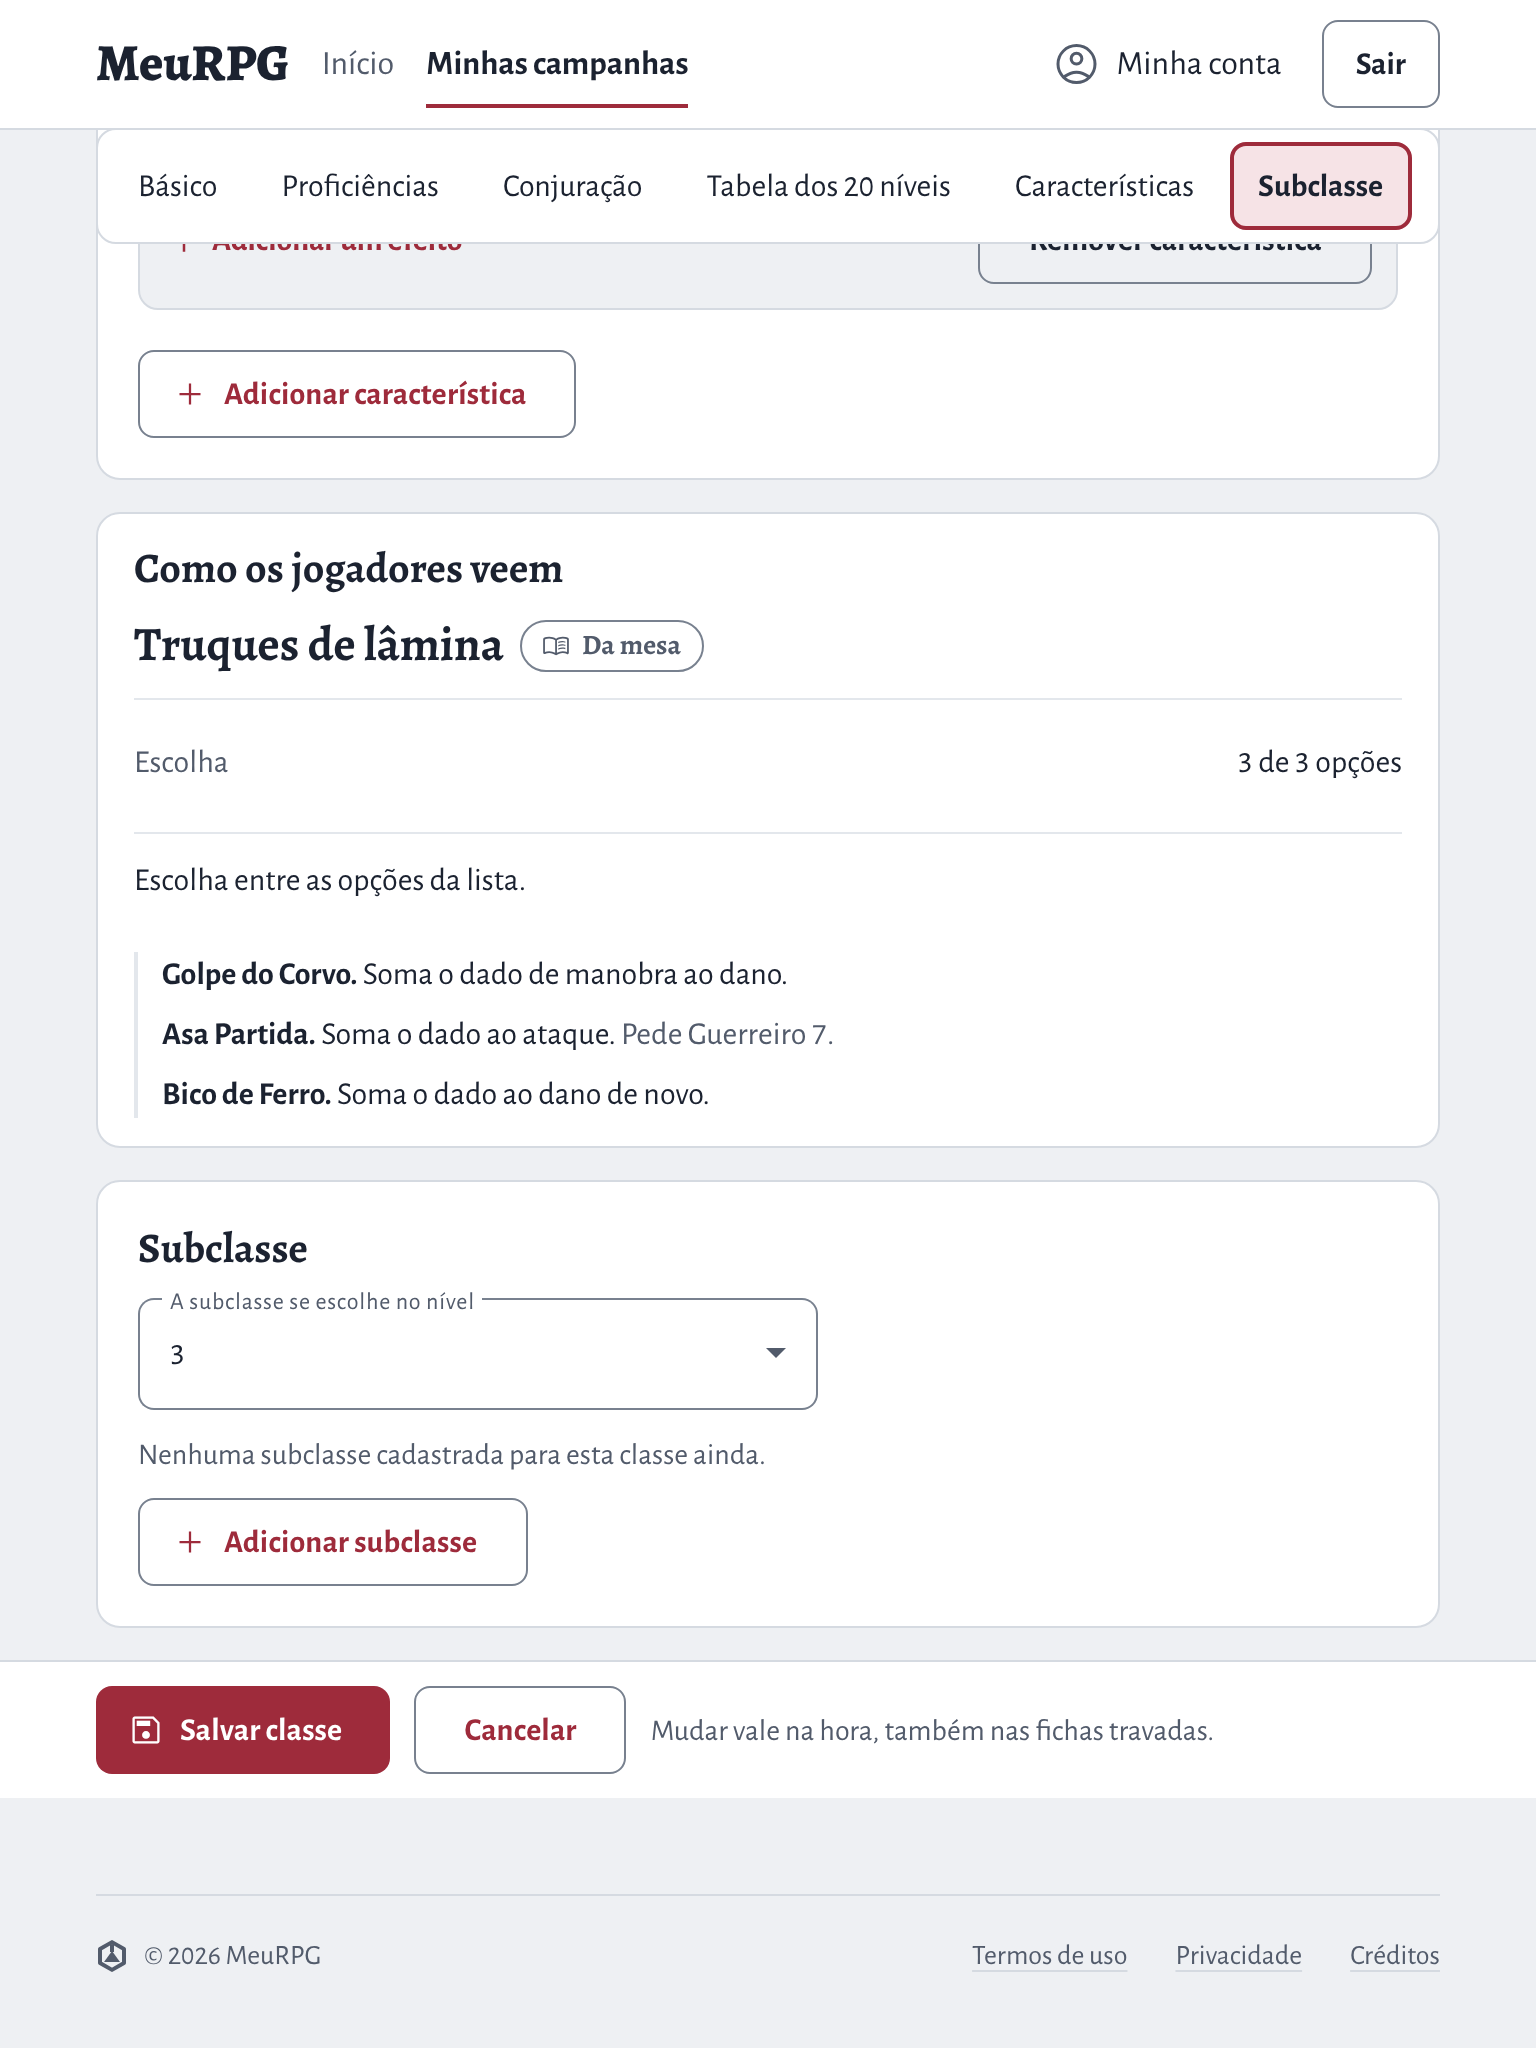 MeuRPG
Início
Minhas campanhas
Minha conta
Sair
Básico
Proficiências
Conjuração
Tabela dos 20 níveis
Características
Subclasse
Adicionar um efeito
Remover característica
Adicionar característica
Como os jogadores veem
Truques de lâmina
Da mesa
Escolha
3 de 3 opções
Escolha entre as opções da lista.
Golpe do Corvo. Soma o dado de manobra ao dano.
Asa Partida. Soma o dado ao ataque. Pede Guerreiro 7.
Bico de Ferro. Soma o dado ao dano de novo.
Subclasse
A subclasse se escolhe no nível
3
Nenhuma subclasse cadastrada para esta classe ainda.
Adicionar subclasse
Salvar classe
Cancelar
Mudar vale na hora, também nas fichas travadas.
© 2026 MeuRPG
Termos de uso
Privacidade
Créditos